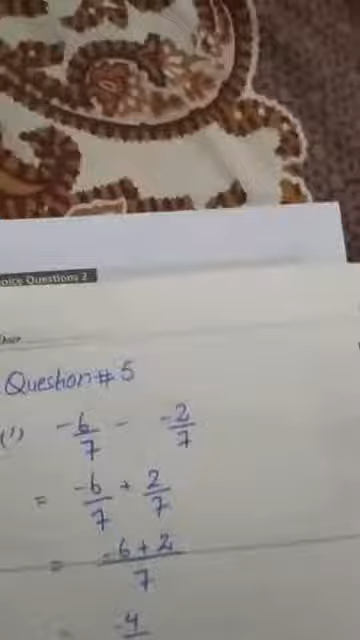 oice Questions 2
Question # 5
(i) -6/7 - -2/7
= -6/7 + 2/7
= -6+2/7
-4